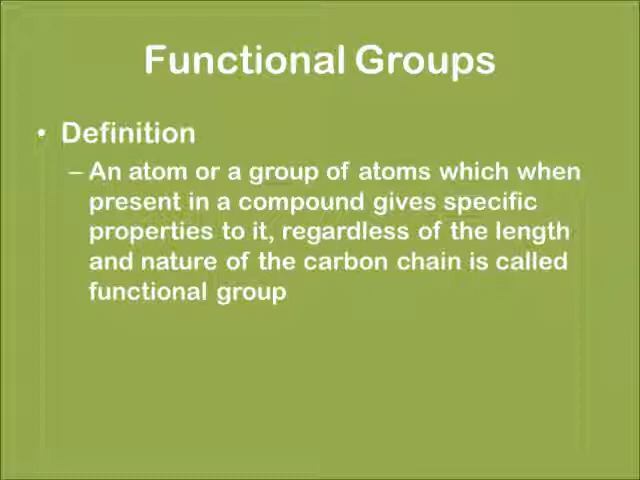 Functional Groups
• Definition
– An atom or a group of atoms which when
present in a compound gives specific
properties to it, regardless of the length
and nature of the carbon chain is called
functional group